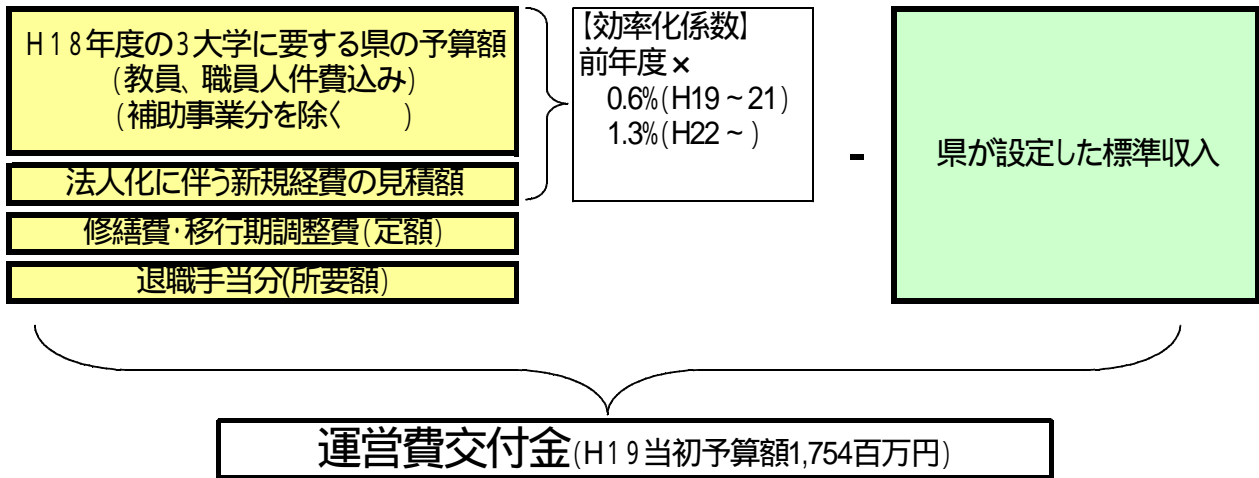 H18年度の3大学に要する県の予算額
(教員、職員人件費込み)
(補助事業分を除く　　)
法人化に伴う新規経費の見積額
修繕費・移行期調整費(定額)
退職手当分(所要額)
【効率化係数】
前年度×
0.6%(H19~21)
1.3%(H22~)
-
県が設定した標準収入
運営費交付金(H19当初予算額1,754百万円)